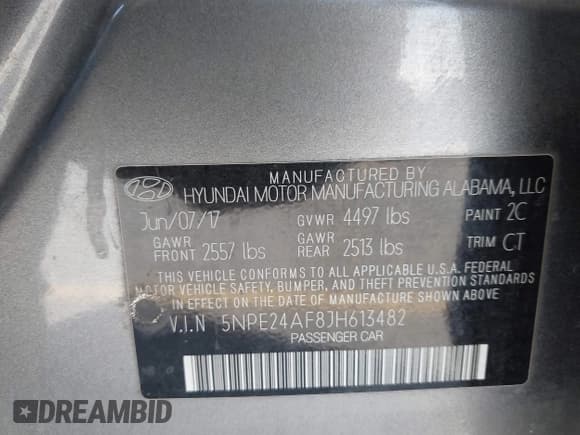 MANUFACTURED BY
HYUNDAI MOTOR MANUFACTURING ALABAMA, LLC
Jun/07/17 GVWR 4497 lbs PAINT 2C
GAWR FRONT 2557 lbs GAWR REAR 2513 lbs TRIM CT
THIS VEHICLE CONFORMS TO ALL APPLICABLE U.S.A. FEDERAL
MOTOR VEHICLE SAFETY, BUMPER, AND THEFT PREVENTION
STANDARDS IN EFFECT ON THE DATE OF MANUFACTURE SHOWN ABOVE
V.I.N 5NPE24AF8JH613482
PASSENGER CAR
DREAMBID